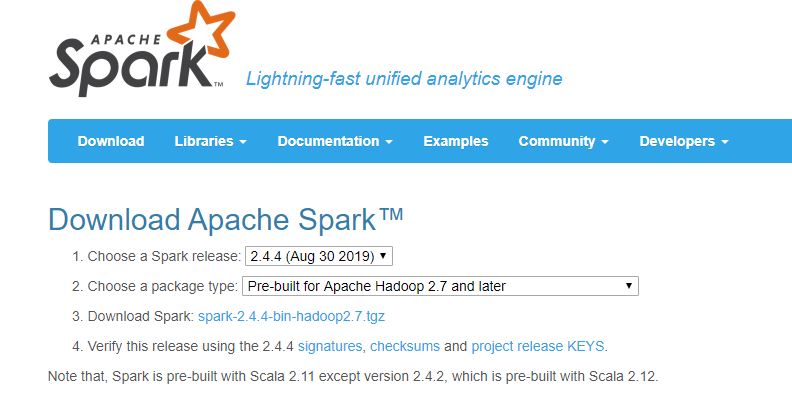 APACHE
Spark™ Lightning-fast unified analytics engine
Download Libraries Documentation Examples Community Developers
Download Apache Spark™
1. Choose a Spark release: 2.4.4 (Aug 30 2019)
2. Choose a package type: Pre-built for Apache Hadoop 2.7 and later
3. Download Spark: spark-2.4.4-bin-hadoop2.7.tgz
4. Verify this release using the 2.4.4 signatures, checksums and project release KEYS.
Note that, Spark is pre-built with Scala 2.11 except version 2.4.2, which is pre-built with Scala 2.12.